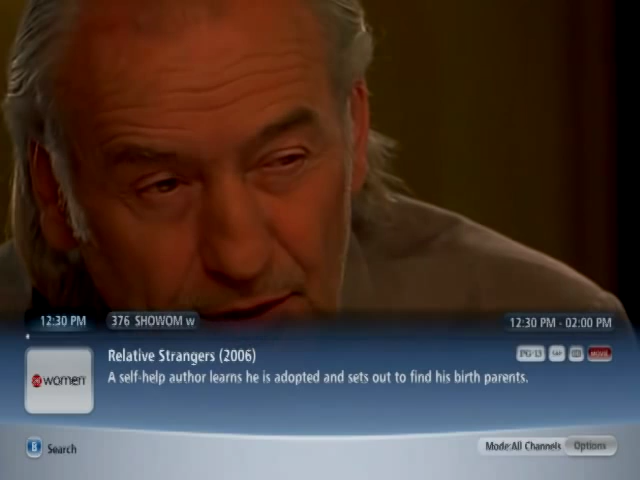 12:30 PM
376 SHOWOM w
12:30 PM - 02:00 PM
Relative Strangers (2006)
PG-13
MOVIE
women
A self-help author learns he is adopted and sets out to find his birth parents.
B Search
Mode:All Channels Options